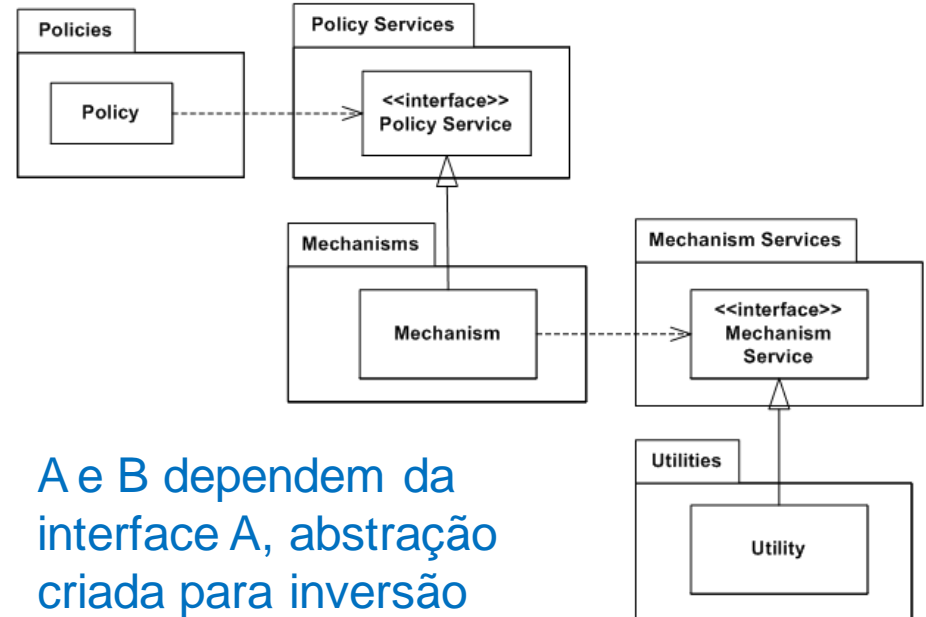 Policies
Policy
Policy Services
<<interface>>
Policy Service
Mechanisms
Mechanism
Mechanism Services
<<interface>>
Mechanism
Service
Utilities
Utility
A e B dependem da
interface A, abstração
criada para inversão